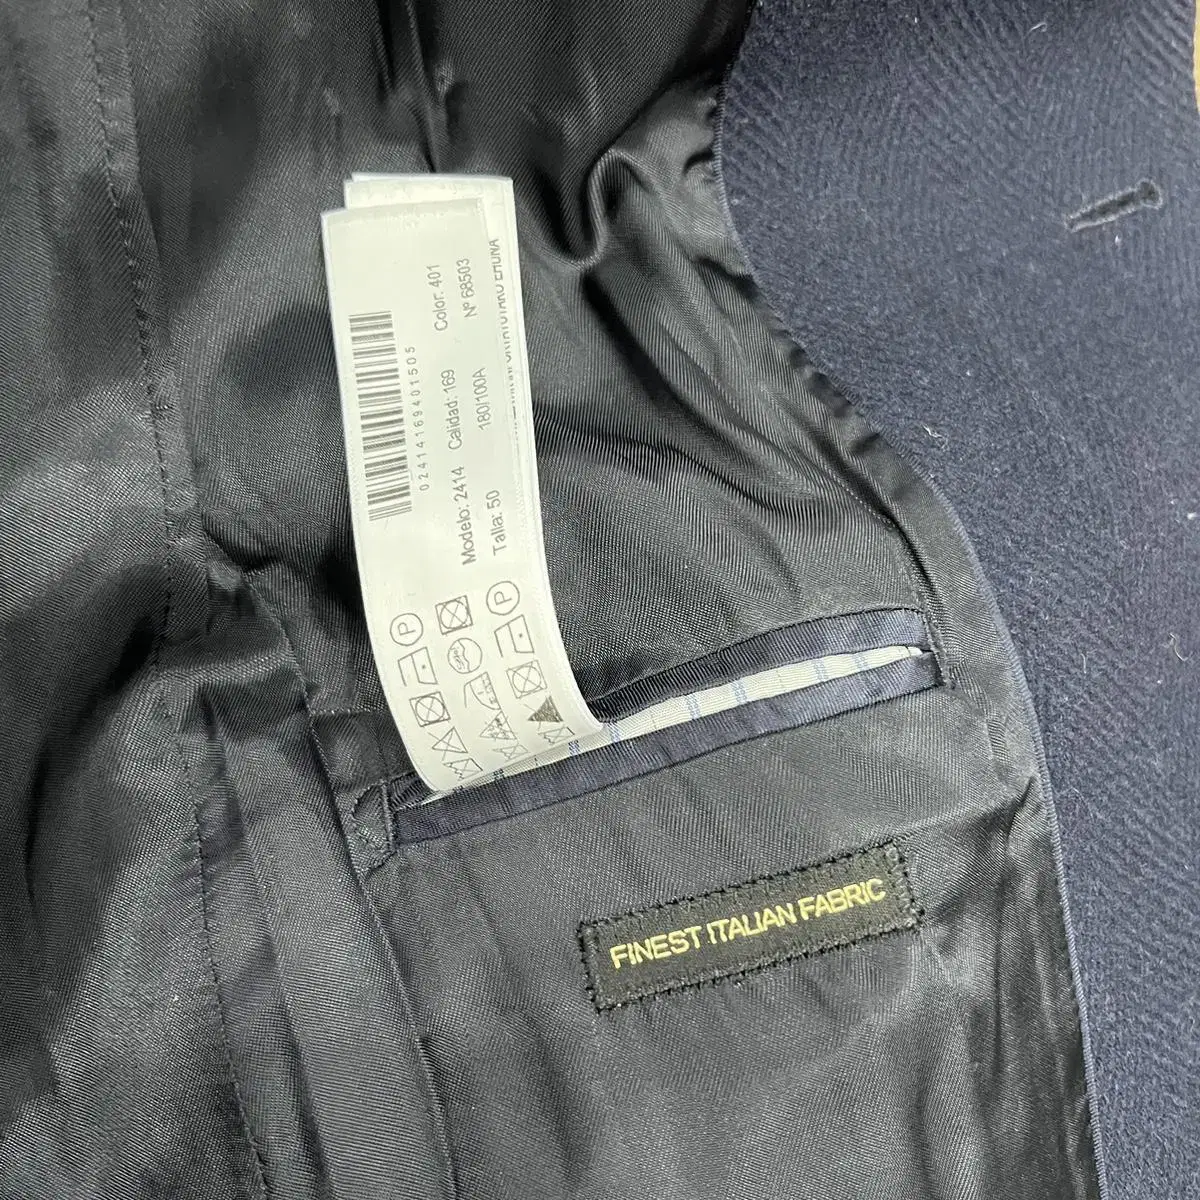 02414169401505
Modelo: 2414 Calidad: 169 Color: 401
Talla: 50 180/100A Nº 68503
P
P
FINEST ITALIAN FABRIC